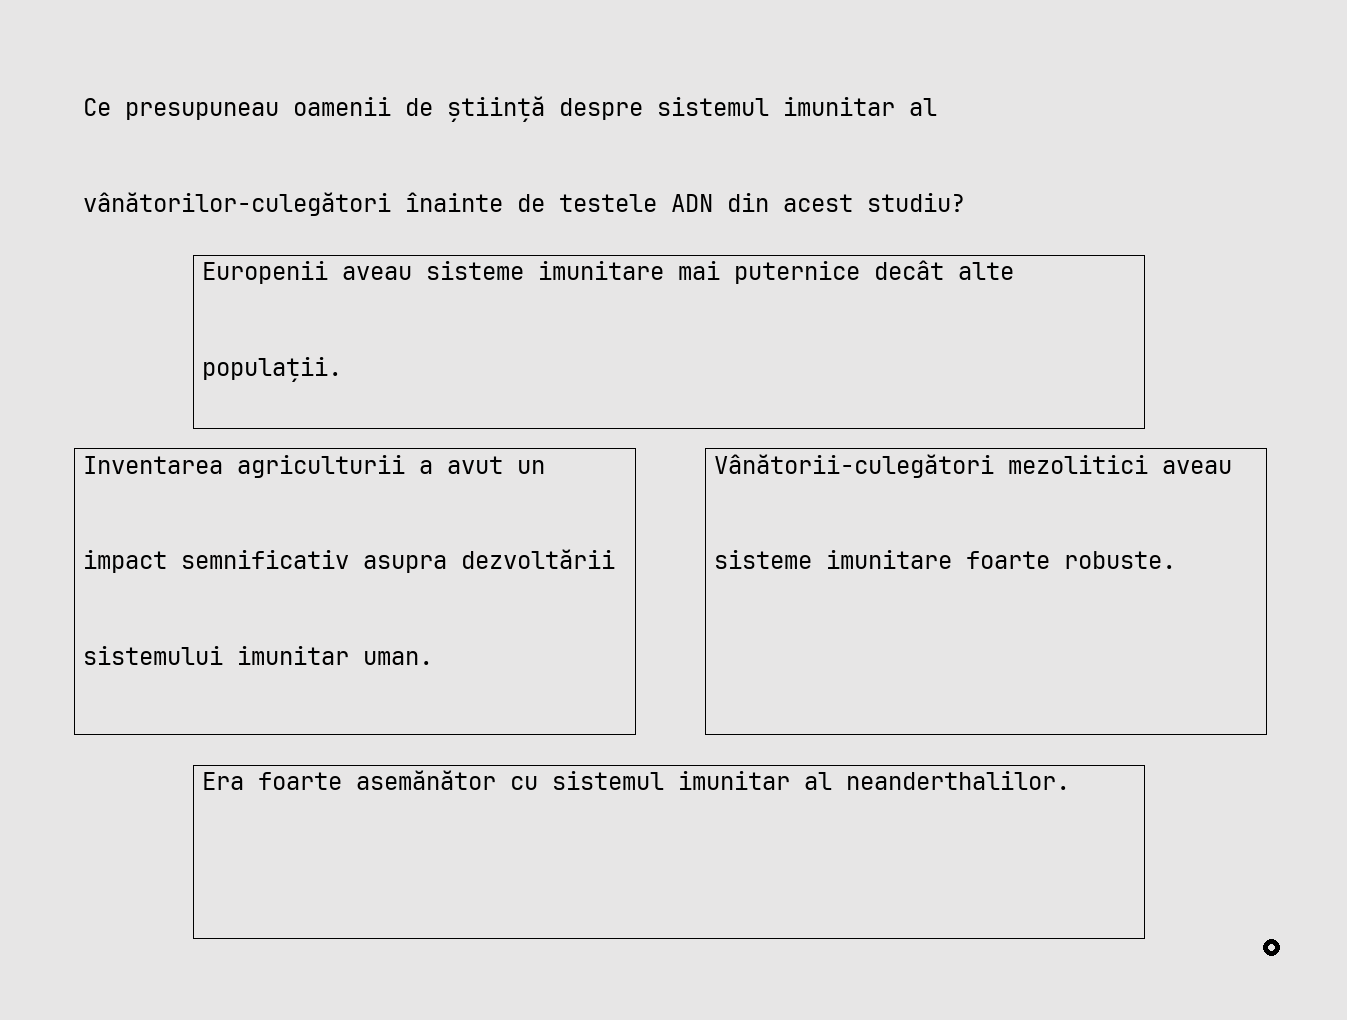 Ce presupuneau oamenii de știință despre sistemul imunitar al
vânătorilor-culegători înainte de testele ADN din acest studiu?
Europenii aveau sisteme imunitare mai puternice decât alte
populații.
Inventarea agriculturii a avut un
impact semnificativ asupra dezvoltării
sistemului imunitar uman.
Vânătorii-culegători mezolitici aveau
sisteme imunitare foarte robuste.
Era foarte asemănător cu sistemul imunitar al neanderthalilor.